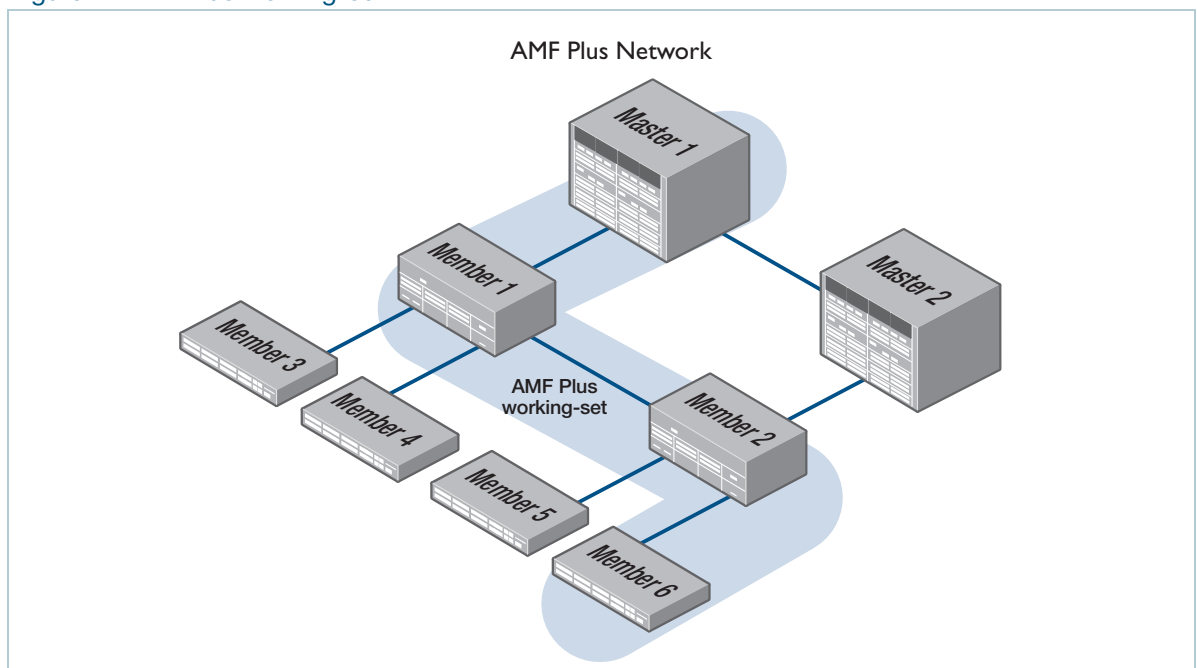 AMF Plus Network
Master 1
Member 1
Master 2
Member 3
AMF Plus
working-set
Member 4
Member 2
Member 5
Member 6